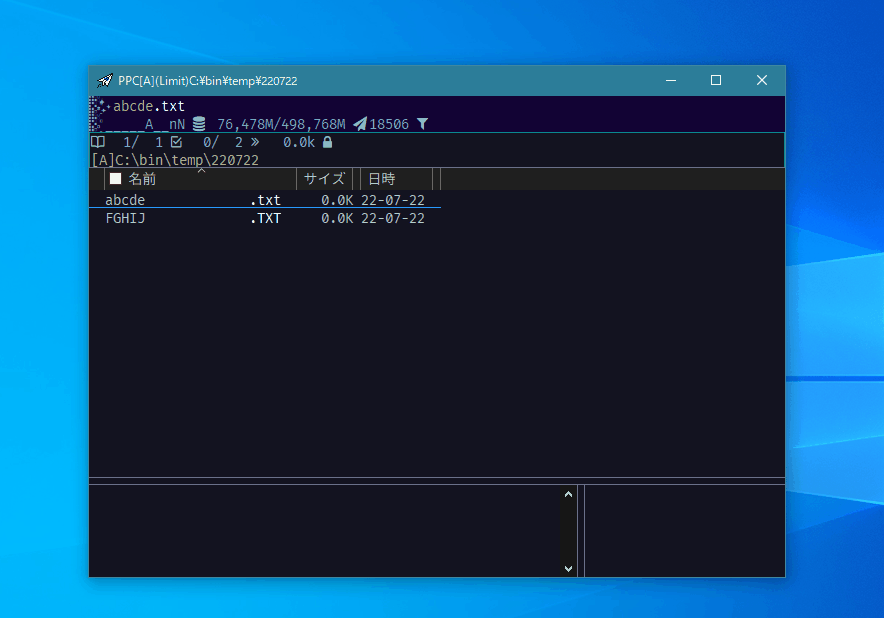 PPC[A](Limit)C:¥bin¥temp¥220722
abcde.txt
_____A__nN 76,478M/498,768M 18506
1/ 1 0/ 2 » 0.0k
[A]C:\bin\temp\220722
名前 サイズ 日時
abcde .txt 0.0K 22-07-22
FGHIJ .TXT 0.0K 22-07-22